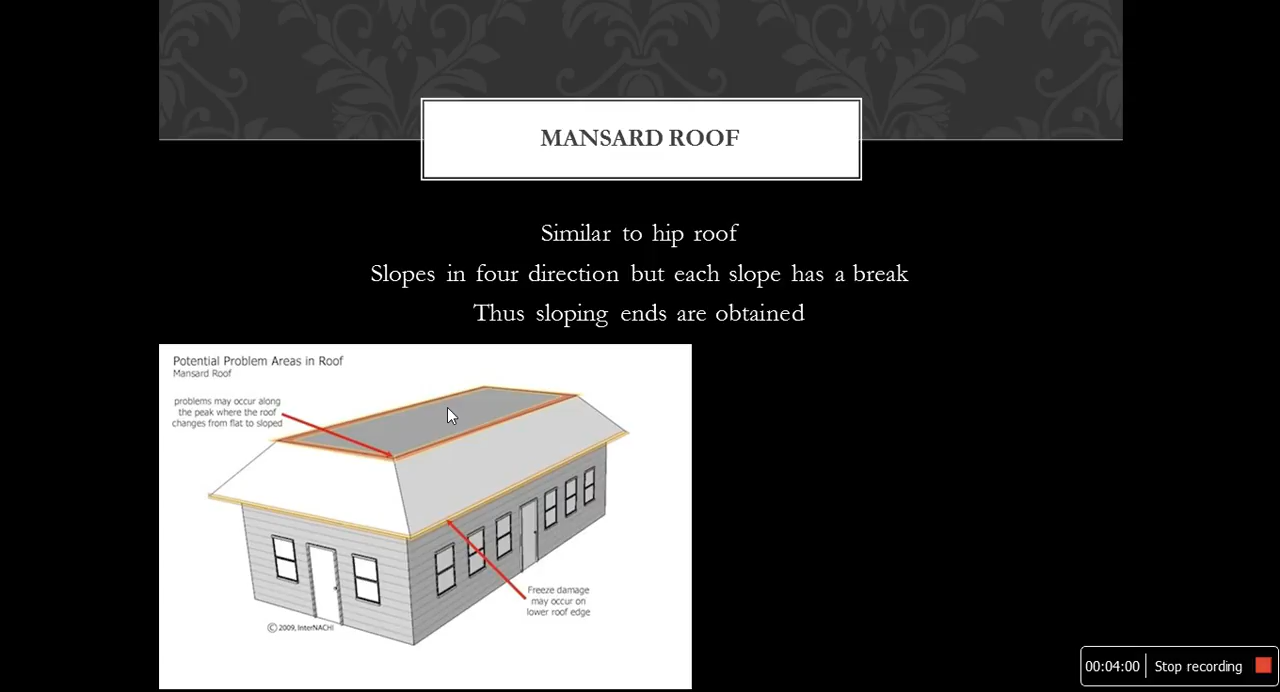 MANSARD ROOF
Similar to hip roof
Slopes in four direction but each slope has a break
Thus sloping ends are obtained
Potential Problem Areas in Roof
Mansard Roof
problems may occur along
the peak where the roof
changes from flat to sloped
Freeze damage
may occur on
lower roof edge
© 2009, InterNACHI
00:04:00 Stop recording